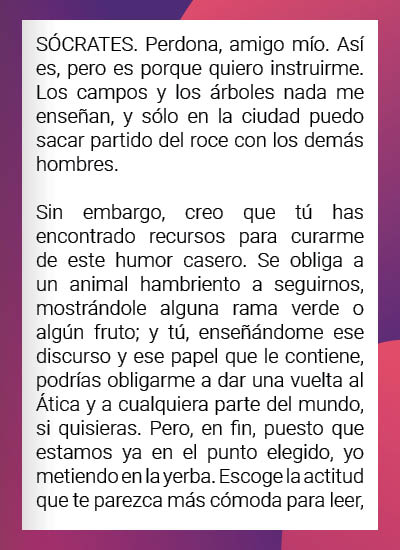 SÓCRATES. Perdona, amigo mío. Así
es, pero es porque quiero instruirme.
Los campos y los árboles nada me
enseñan, y sólo en la ciudad puedo
sacar partido del roce con los demás
hombres.
Sin embargo, creo que tú has
encontrado recursos para curarme
de este humor casero. Se obliga a
un animal hambriento a seguirnos,
mostrándole alguna rama verde o
algún fruto; y tú, enseñándome ese
discurso y ese papel que le contiene,
podrías obligarme a dar una vuelta al
Ática y a cualquiera parte del mundo,
si quisieras. Pero, en fin, puesto que
estamos ya en el punto elegido, yo
metiendo en la yerba. Escoge la actitud
que te parezca más cómoda para leer,